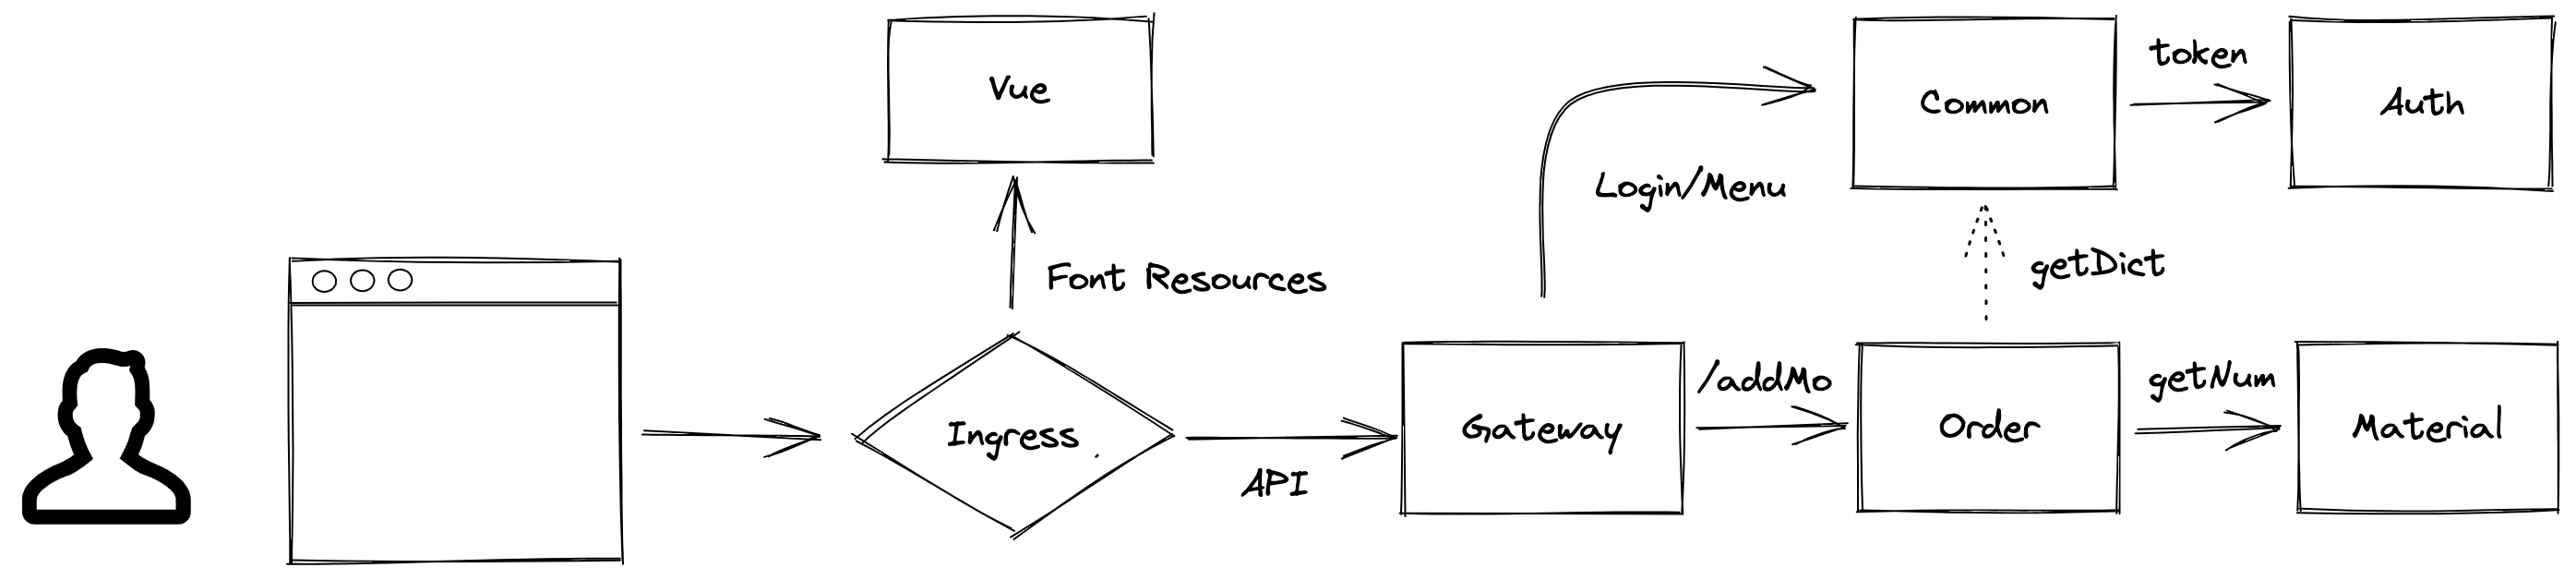 Vue
Font Resources
Ingress
API
Gateway
Login/Menu
Common
token
Auth
getDict
/addMo
Order
getNum
Material